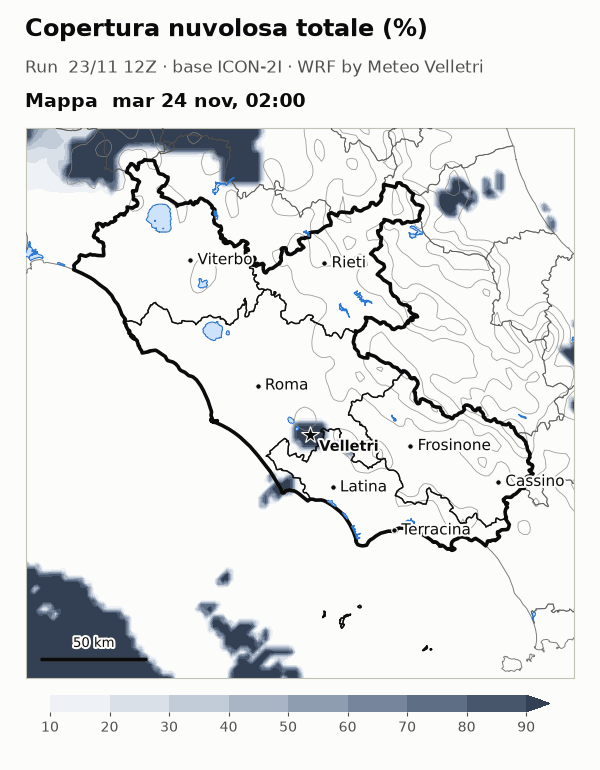 Copertura nuvolosa totale (%)
Run 23/11 12Z · base ICON-2I · WRF by Meteo Velletri
Mappa mar 24 nov, 02:00
Viterbo
Rieti
Roma
Velletri
Frosinone
Latina
Cassino
Terracina
50 km
10 20 30 40 50 60 70 80 90